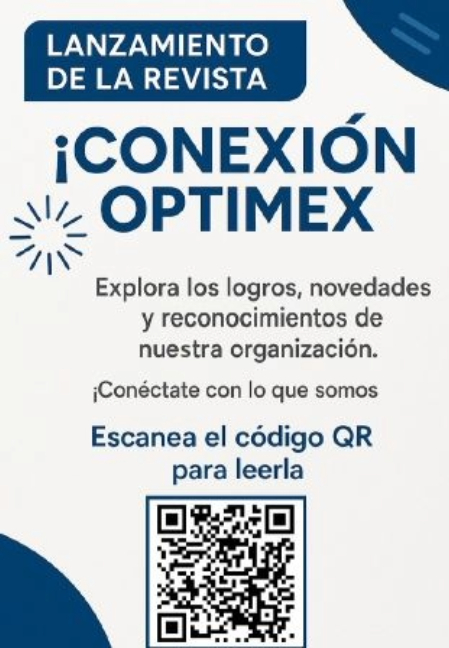 LANZAMIENTO
DE LA REVISTA
¡CONEXIÓN
OPTIMEX
Explora los logros, novedades
y reconocimientos de
nuestra organización.
¡Conéctate con lo que somos
Escanea el código QR
para leerla